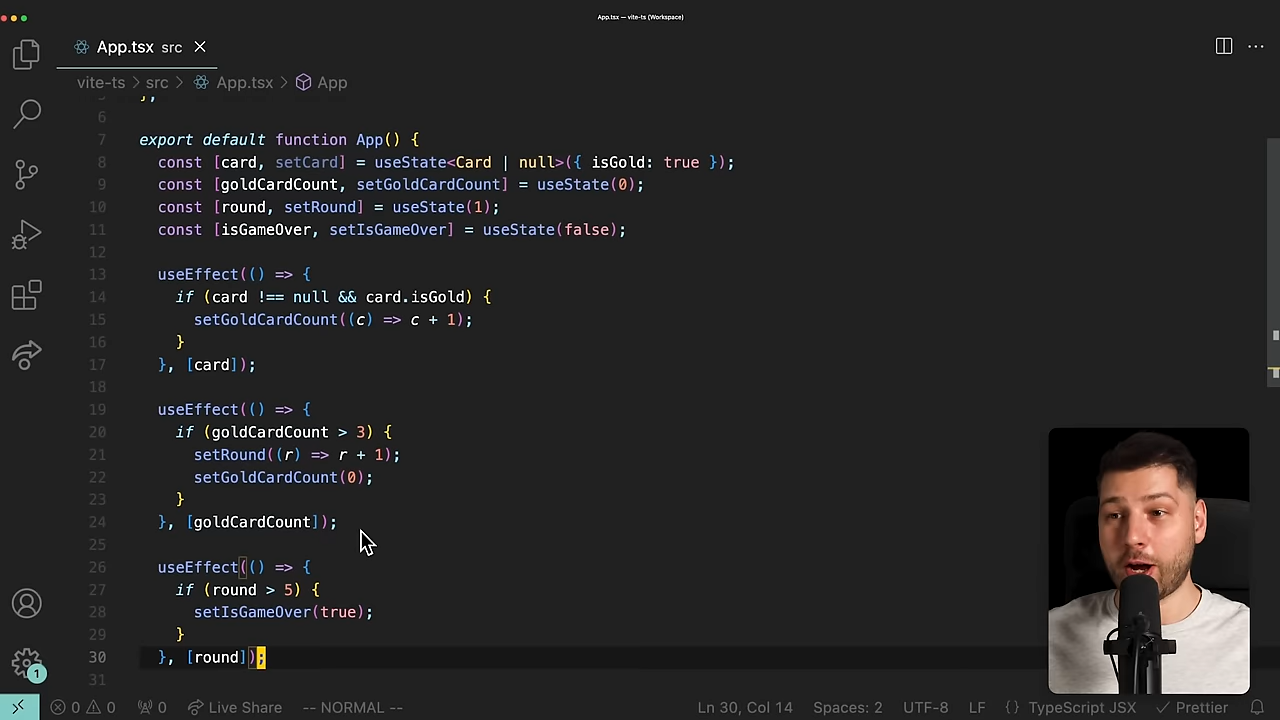 App.tsx — vite-ts (Workspace)
App.tsx src
vite-ts > src > App.tsx > App
5 };
6
7 export default function App() {
8 const [card, setCard] = useState<Card | null>({ isGold: true });
9 const [goldCardCount, setGoldCardCount] = useState(0);
10 const [round, setRound] = useState(1);
11 const [isGameOver, setIsGameOver] = useState(false);
12
13 useEffect(() => {
14 if (card !== null && card.isGold) {
15 setGoldCardCount((c) => c + 1);
16 }
17 }, [card]);
18
19 useEffect(() => {
20 if (goldCardCount > 3) {
21 setRound((r) => r + 1);
22 setGoldCardCount(0);
23 }
24 }, [goldCardCount]);
25
26 useEffect(() => {
27 if (round > 5) {
28 setIsGameOver(true);
29 }
30 }, [round]);
31
1
0 0 0 Live Share -- NORMAL -- Ln 30, Col 14 Spaces: 2 UTF-8 LF {} TypeScript JSX Prettier